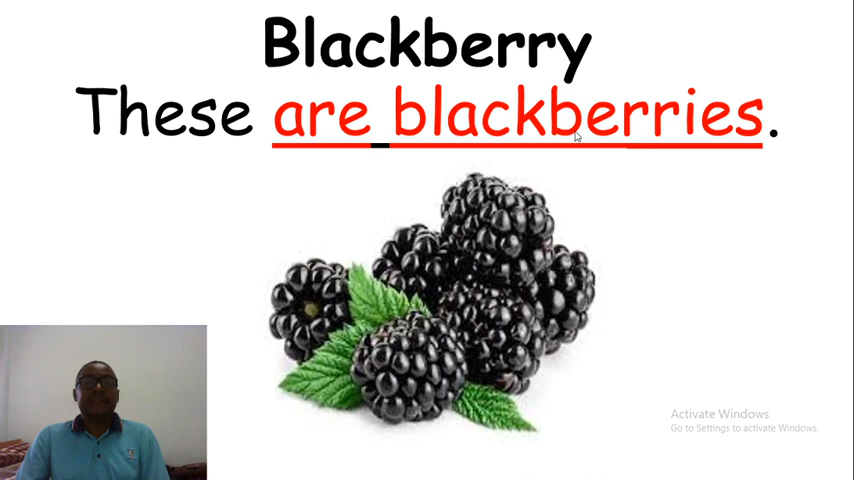 Blackberry
These are blackberries.
Activate Windows
Go to Settings to activate Windows.